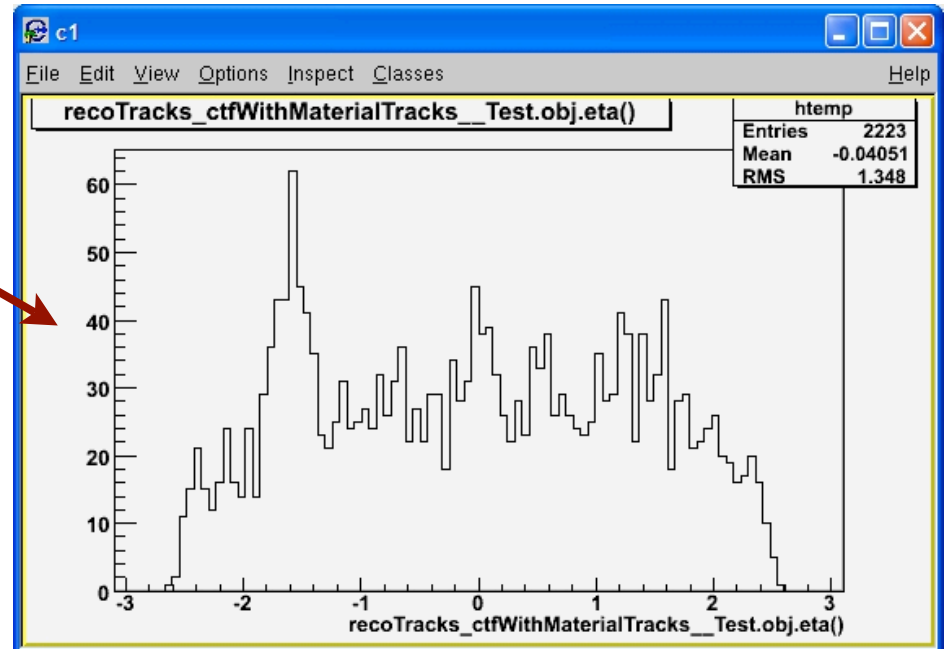 c1
File Edit View Options Inspect Classes Help
recoTracks_ctfWithMaterialTracks__Test.obj.eta()
htemp
Entries 2223
Mean -0.04051
RMS 1.348
60
50
40
30
20
10
0
-3 -2 -1 0 1 2 3
recoTracks_ctfWithMaterialTracks__Test.obj.eta()